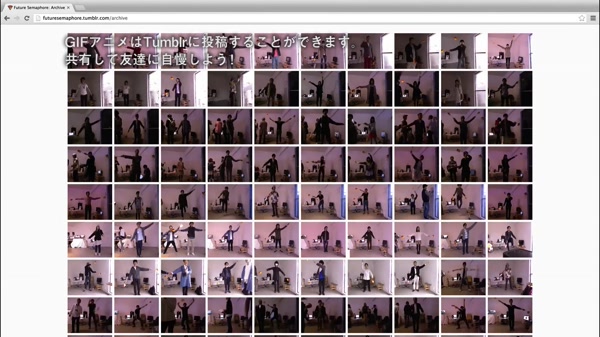 Future Semaphore: Archive
futuresemaphore.tumblr.com/archive
GIFアニメはTumblrに投稿することができます。
共有して友達に自慢しよう！